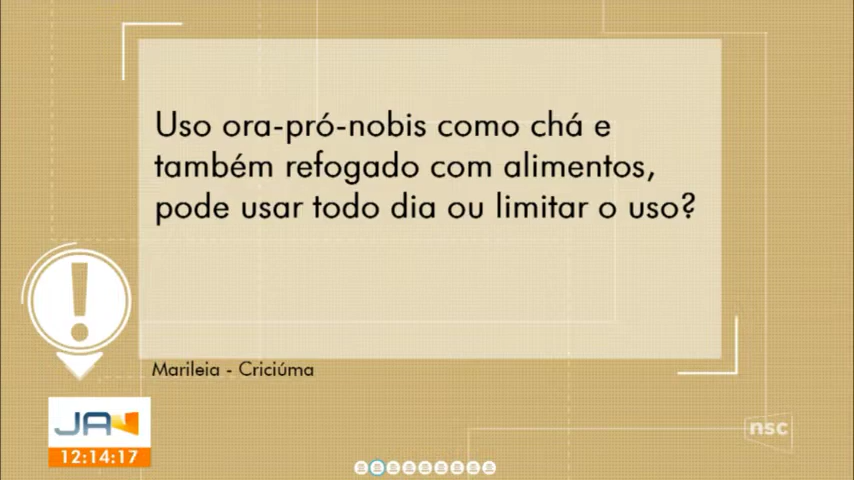 Uso ora-pró-nobis como chá e
também refogado com alimentos,
pode usar todo dia ou limitar o uso?
Marileia - Criciúma
JA
12:14:17
nsc